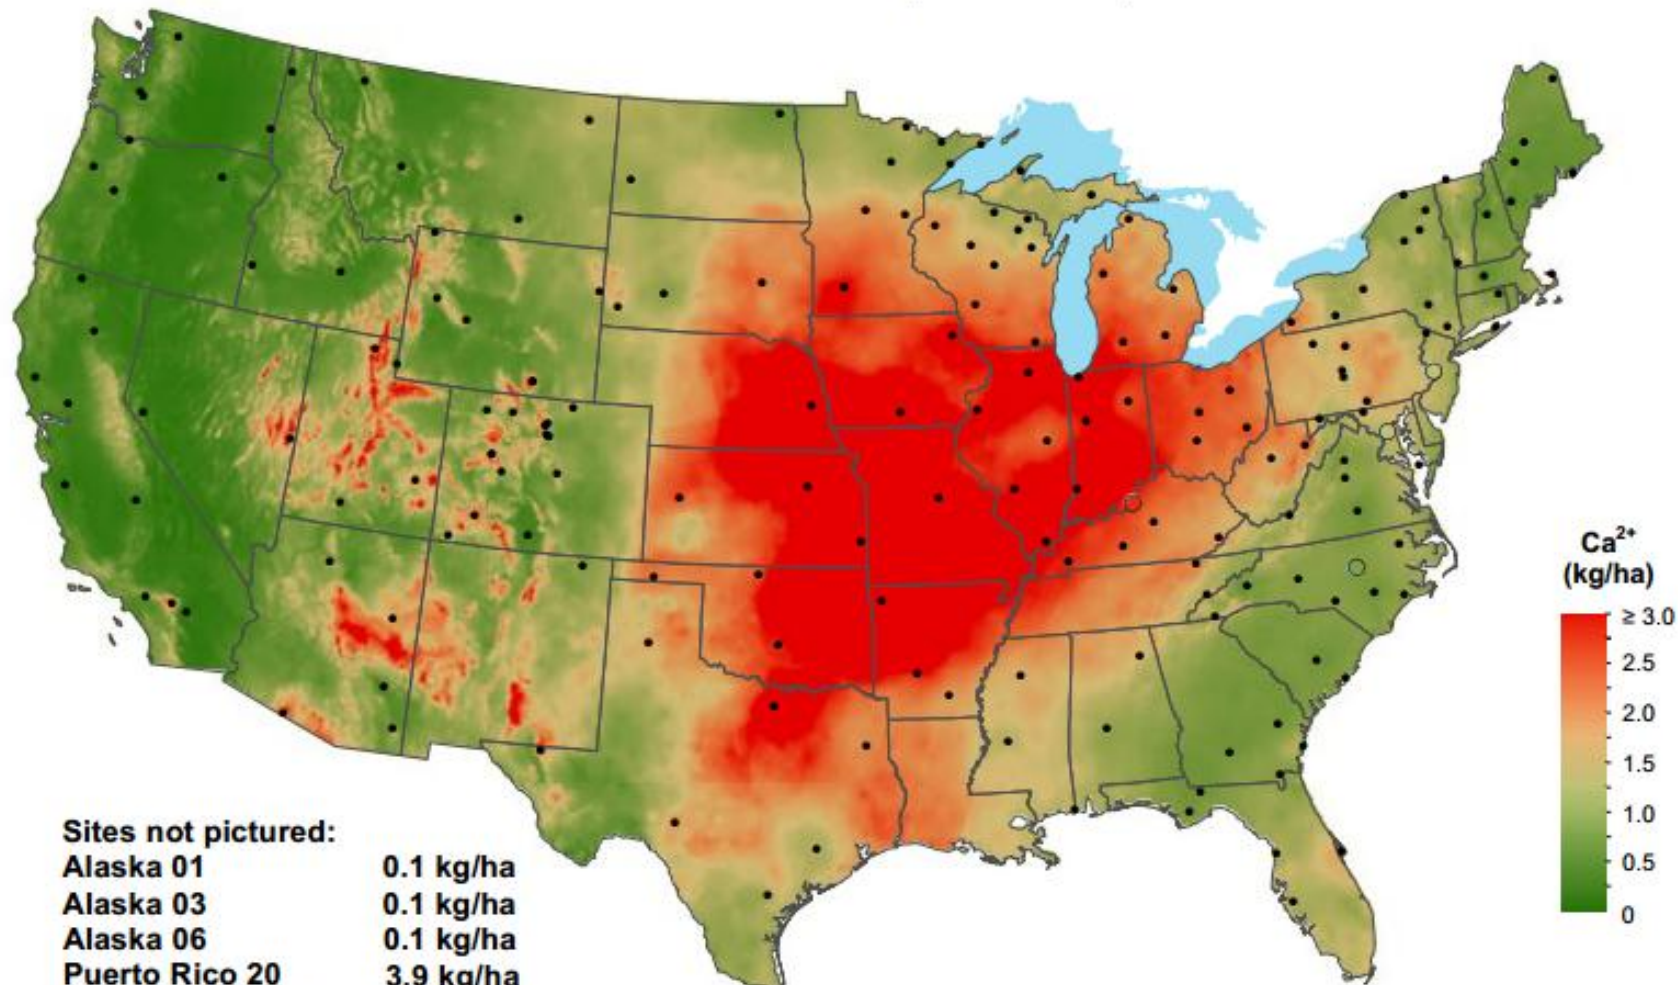 Sites not pictured:
Alaska 01 0.1 kg/ha
Alaska 03 0.1 kg/ha
Alaska 06 0.1 kg/ha
Puerto Rico 20 3.9 kg/ha
Ca²⁺
(kg/ha)
≥ 3.0
2.5
2.0
1.5
1.0
0.5
0